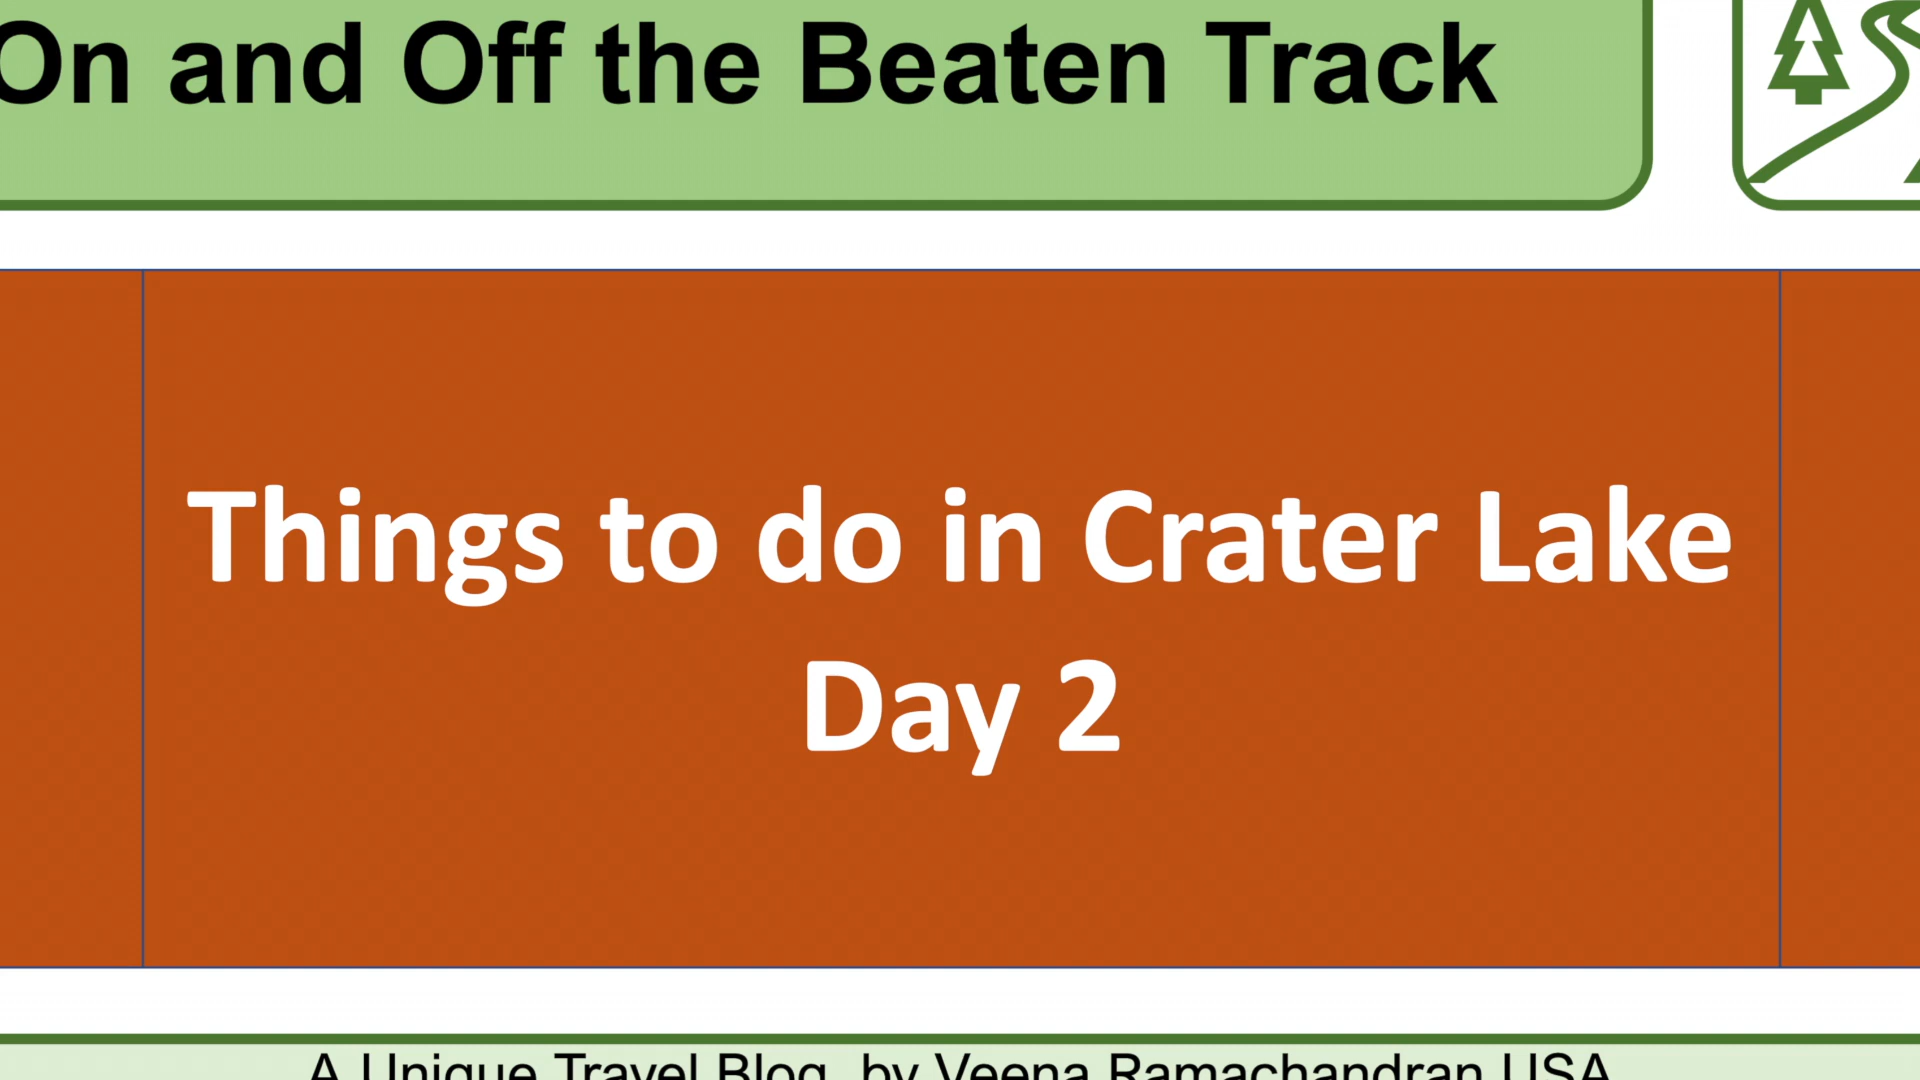 On and Off the Beaten Track
Things to do in Crater Lake
Day 2
A Unique Travel Blog by Veena Ramachandran USA